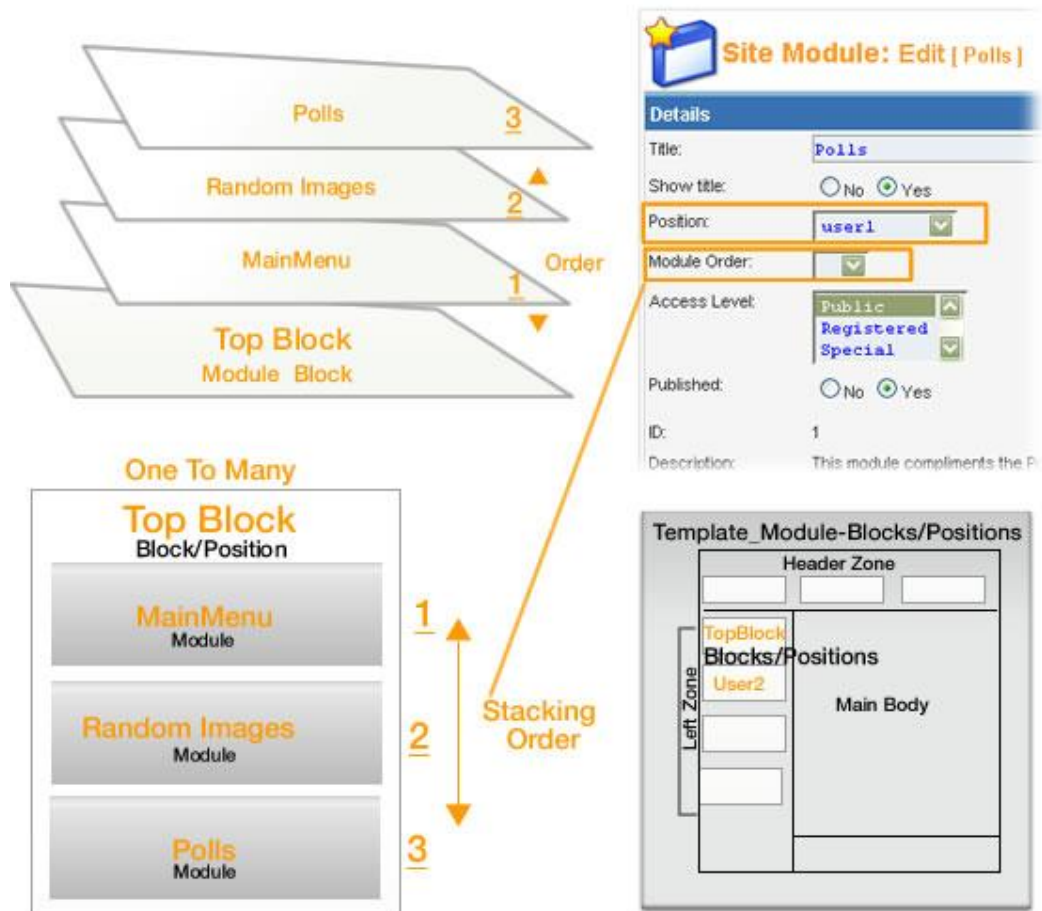 Polls
3
Random Images
2
MainMenu
1
Order
Top Block
Module Block
Site Module: Edit [ Polls ]
Details
Title: Polls
Show title: No Yes
Position: user1
Module Order:
Access Level: Public
Registered
Special
Published: No Yes
ID: 1
Description: This module compliments the P
One To Many
Top Block
Block/Position
MainMenu
Module
1
Random Images
Module
2
Polls
Module
3
Stacking
Order
Template_Module-Blocks/Positions
Header Zone
TopBlock
Blocks/Positions
User2
Left Zone
Main Body